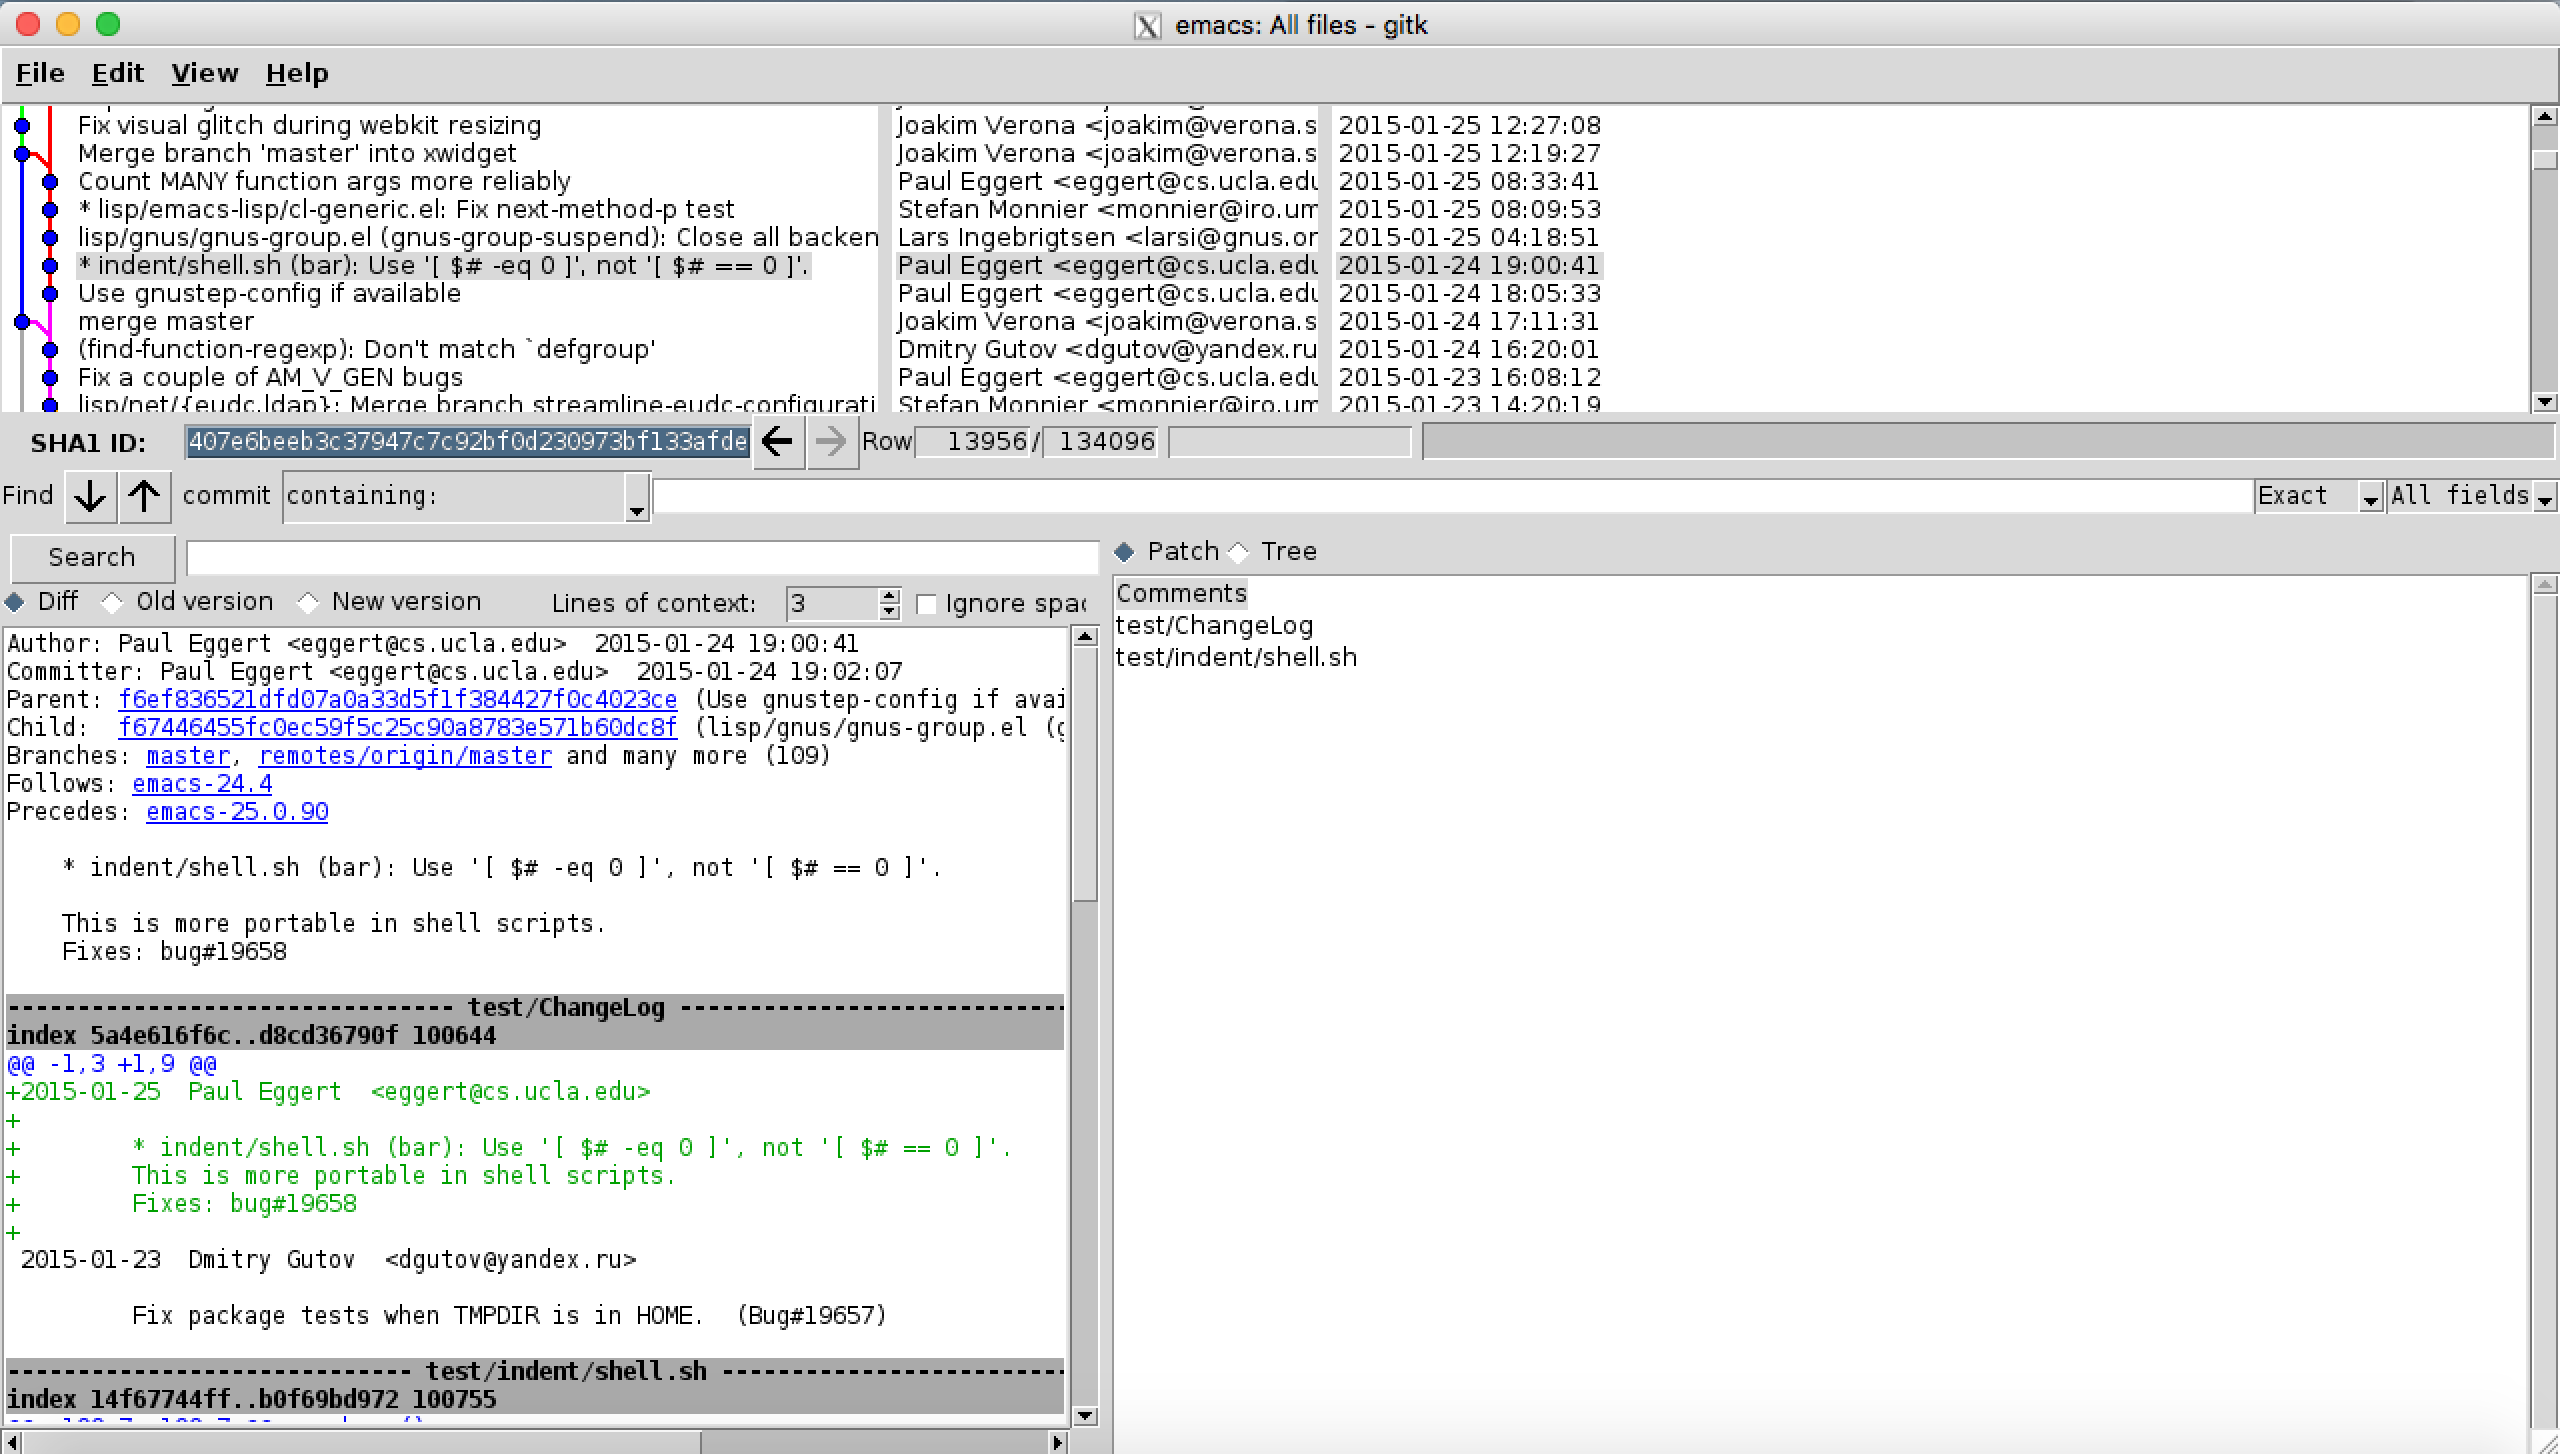 emacs: All files - gitk
File Edit View Help
Fix visual glitch during webkit resizing Joakim Verona <joakim@verona.s 2015-01-25 12:27:08
Merge branch 'master' into xwidget Joakim Verona <joakim@verona.s 2015-01-25 12:19:27
Count MANY function args more reliably Paul Eggert <eggert@cs.ucla.edu 2015-01-25 08:33:41
* lisp/emacs-lisp/cl-generic.el: Fix next-method-p test Stefan Monnier <monnier@iro.um 2015-01-25 08:09:53
lisp/gnus/gnus-group.el (gnus-group-suspend): Close all backen Lars Ingebrigtsen <larsi@gnus.or 2015-01-25 04:18:51
* indent/shell.sh (bar): Use '[ $# -eq 0 ]', not '[ $# == 0 ]'. Paul Eggert <eggert@cs.ucla.edu 2015-01-24 19:00:41
Use gnustep-config if available Paul Eggert <eggert@cs.ucla.edu 2015-01-24 18:05:33
merge master Joakim Verona <joakim@verona.s 2015-01-24 17:11:31
(find-function-regexp): Don't match `defgroup' Dmitry Gutov <dgutov@yandex.ru 2015-01-24 16:20:01
Fix a couple of AM_V_GEN bugs Paul Eggert <eggert@cs.ucla.edu 2015-01-23 16:08:12
lisp/net/{eudc,ldap}: Merge branch streamline-eudc-configurati Stefan Monnier <monnier@iro.um 2015-01-23 14:20:19
SHA1 ID: 407e6beeb3c37947c7c92bf0d230973bf133afde Row 13956 / 134096
Find commit containing: Exact All fields
Search
Diff Old version New version Lines of context: 3 Ignore spac
Author: Paul Eggert <eggert@cs.ucla.edu>  2015-01-24 19:00:41
Committer: Paul Eggert <eggert@cs.ucla.edu>  2015-01-24 19:02:07
Parent: f6ef836521dfd07a0a33d5f1f384427f0c4023ce (Use gnustep-config if avai
Child:  f67446455fc0ec59f5c25c90a8783e571b60dc8f (lisp/gnus/gnus-group.el (g
Branches: master, remotes/origin/master and many more (109)
Follows: emacs-24.4
Precedes: emacs-25.0.90
* indent/shell.sh (bar): Use '[ $# -eq 0 ]', not '[ $# == 0 ]'.
This is more portable in shell scripts.
Fixes: bug#19658
-------------------------------- test/ChangeLog ----------------------------
index 5a4e616f6c..d8cd36790f 100644
@@ -1,3 +1,9 @@
+2015-01-25  Paul Eggert  <eggert@cs.ucla.edu>
+
+        * indent/shell.sh (bar): Use '[ $# -eq 0 ]', not '[ $# == 0 ]'.
+        This is more portable in shell scripts.
+        Fixes: bug#19658
+
2015-01-23  Dmitry Gutov  <dgutov@yandex.ru>
Fix package tests when TMPDIR is in HOME.  (Bug#19657)
----------------------------- test/indent/shell.sh -------------------------
index 14f67744ff..b0f69bd972 100755
Patch Tree
Comments
test/ChangeLog
test/indent/shell.sh